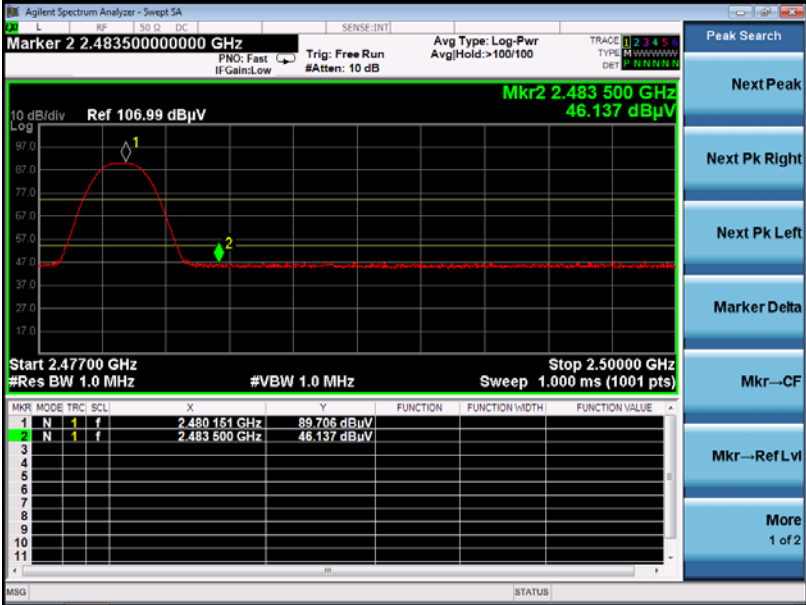 Agilent Spectrum Analyzer - Swept SA
L RF 50 Ω DC SENSE:INT
Marker 2 2.483500000000 GHz
PNO: Fast
IFGain:Low
Trig: Free Run
#Atten: 10 dB
Avg Type: Log-Pwr
Avg|Hold:>100/100
TRACE 1 2 3 4 5 6
TYPE M WWWWW
DET P N N N N N
Mkr2 2.483 500 GHz
46.137 dBµV
10 dB/div Ref 106.99 dBµV
Log
97.0
87.0
77.0
67.0
57.0
47.0
37.0
27.0
17.0
1
2
Start 2.47700 GHz
Stop 2.50000 GHz
#Res BW 1.0 MHz
#VBW 1.0 MHz
Sweep 1.000 ms (1001 pts)
MKR MODE TRC SCL X Y FUNCTION FUNCTION WIDTH FUNCTION VALUE
1 N 1 f 2.480 151 GHz 89.706 dBµV
2 N 1 f 2.483 500 GHz 46.137 dBµV
3
4
5
6
7
8
9
10
11
MSG
STATUS
Peak Search
Next Peak
Next Pk Right
Next Pk Left
Marker Delta
Mkr→CF
Mkr→Ref Lvl
More
1 of 2